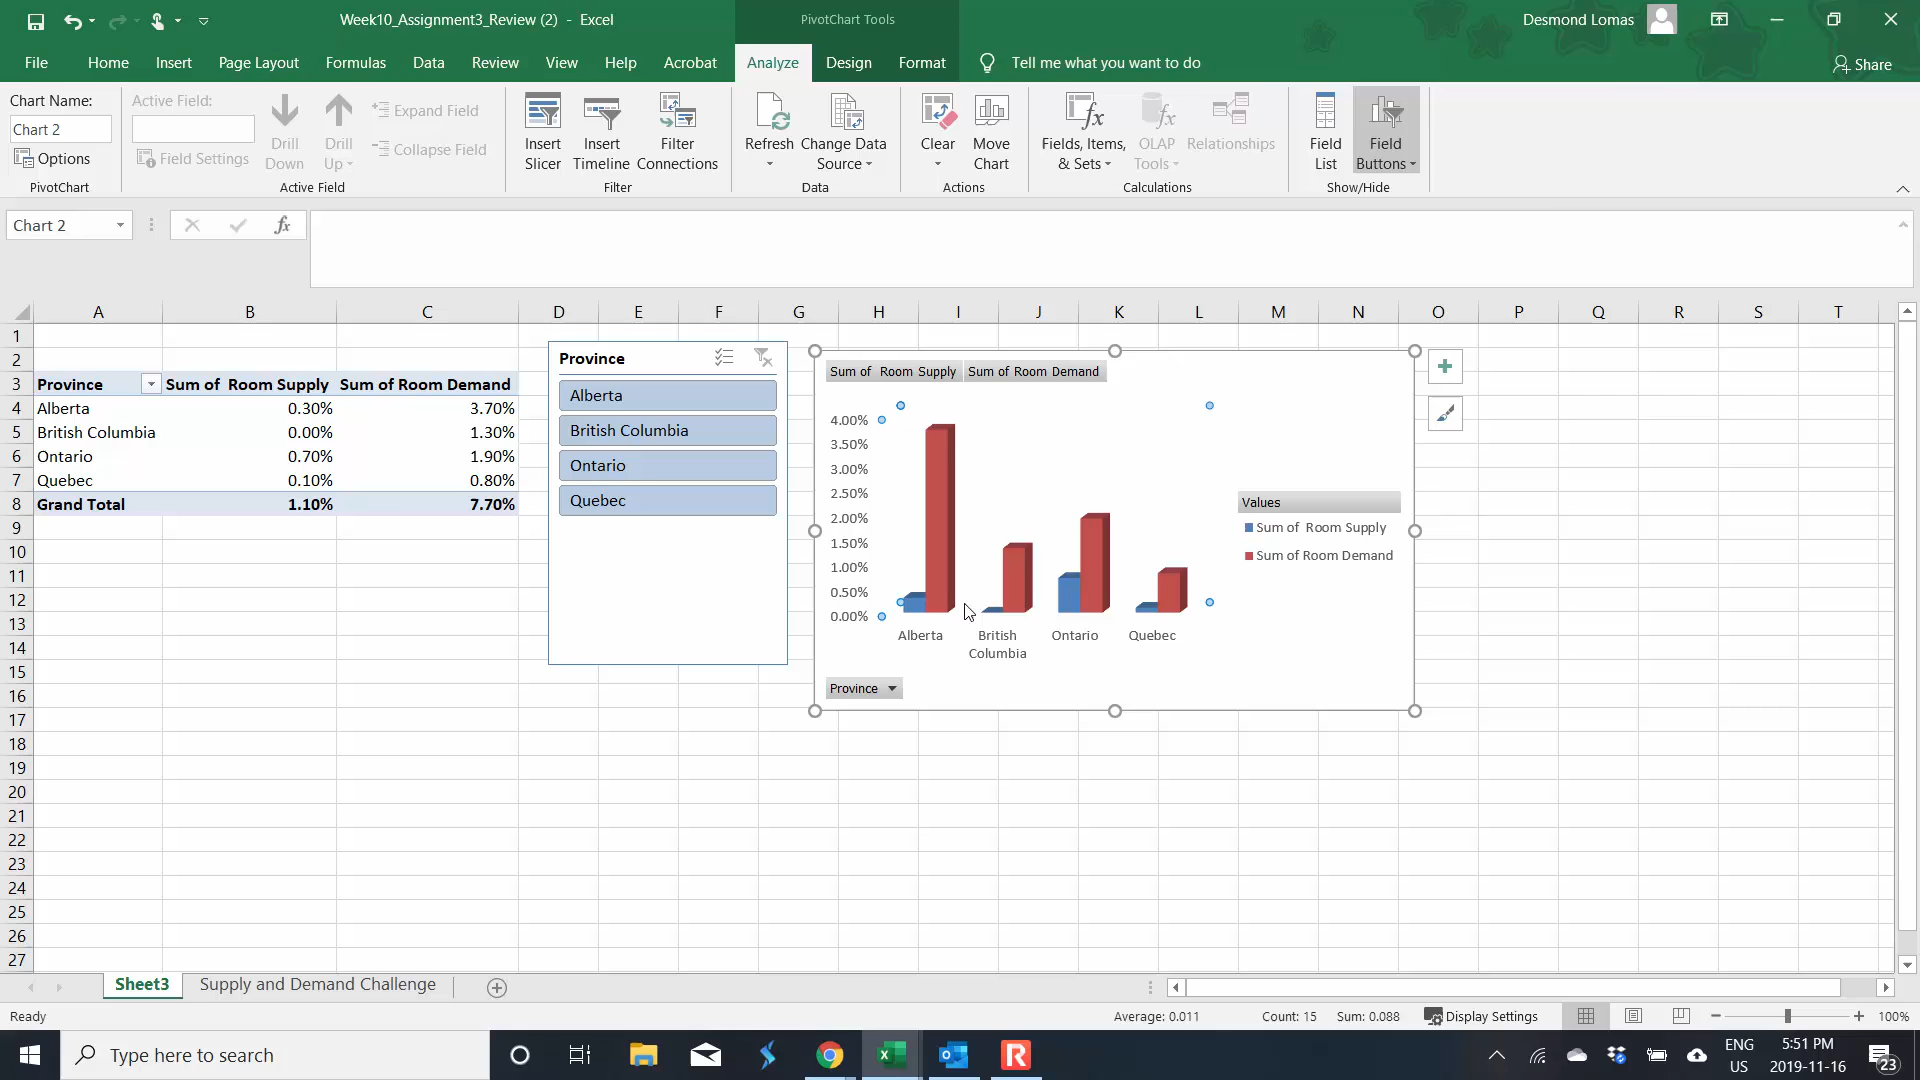 Week10_Assignment3_Review (2) - Excel
PivotChart Tools
Desmond Lomas
File Home Insert Page Layout Formulas Data Review View Help Acrobat Analyze Design Format Tell me what you want to do Share
Chart Name:
Chart 2
Options
PivotChart
Active Field:
Field Settings
Drill Down
Drill Up
Expand Field
Collapse Field
Active Field
Insert Slicer
Insert Timeline
Filter Connections
Filter
Refresh
Change Data Source
Data
Clear
Move Chart
Actions
Fields, Items, & Sets
OLAP Tools
Relationships
Calculations
Field List
Field Buttons
Show/Hide
Chart 2
fx
A B C D E F G H I J K L M N O P Q R S T
1
2
3 Province Sum of Room Supply Sum of Room Demand
4 Alberta 0.30% 3.70%
5 British Columbia 0.00% 1.30%
6 Ontario 0.70% 1.90%
7 Quebec 0.10% 0.80%
8 Grand Total 1.10% 7.70%
9
10
11
12
13
14
15
16
17
18
19
20
21
22
23
24
25
26
27
Province
Alberta
British Columbia
Ontario
Quebec
Sum of Room Supply Sum of Room Demand
4.00%
3.50%
3.00%
2.50%
2.00%
1.50%
1.00%
0.50%
0.00%
Alberta British Columbia Ontario Quebec
Values
Sum of Room Supply
Sum of Room Demand
Province
Sheet3 Supply and Demand Challenge
Ready
Average: 0.011 Count: 15 Sum: 0.088 Display Settings 100%
Type here to search
ENG
US
5:51 PM
2019-11-16
23